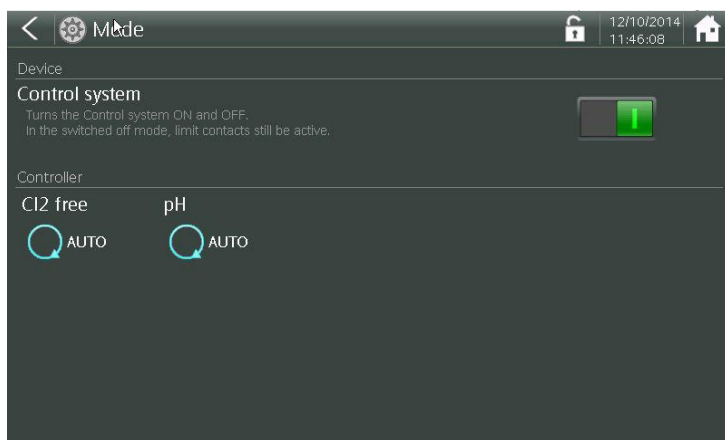 Mode
12/10/2014
11:46:08
Device
Control system
Turns the Control system ON and OFF.
In the switched off mode, limit contacts still be active.
Controller
Cl2 free pH
AUTO AUTO